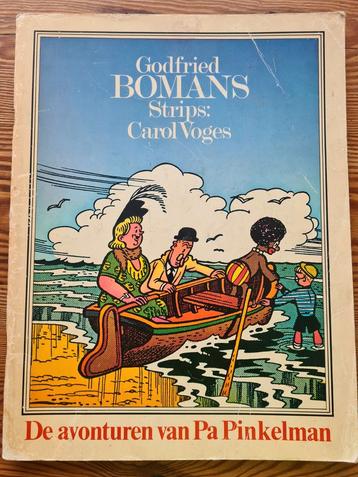 Godfried
BOMANS
Strips:
Carol Voges
De avonturen van Pa Pinkelman